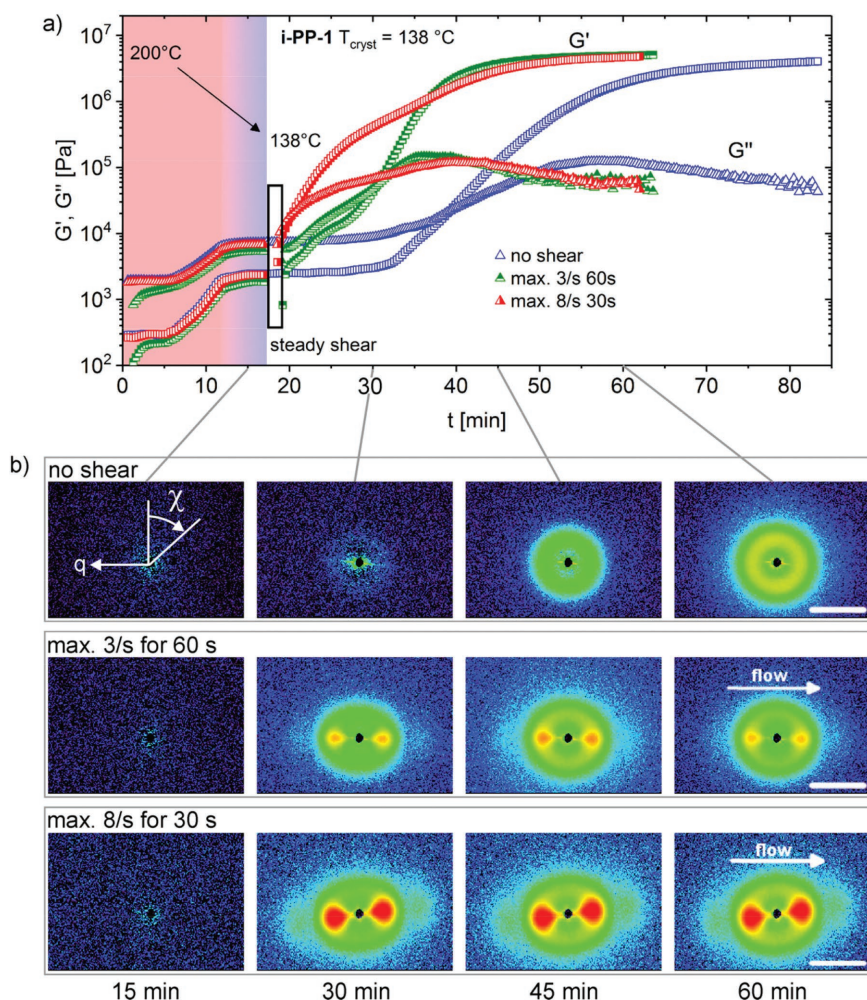 a)
i-PP-1 T_cryst = 138 °C
G'
200°C
138°C
G''
G', G'' [Pa]
10^7
10^6
10^5
10^4
10^3
10^2
no shear
max. 3/s 60s
max. 8/s 30s
steady shear
0 10 20 30 40 50 60 70 80
t [min]
b)
no shear
χ
q
max. 3/s for 60 s
flow
max. 8/s for 30 s
flow
15 min 30 min 45 min 60 min